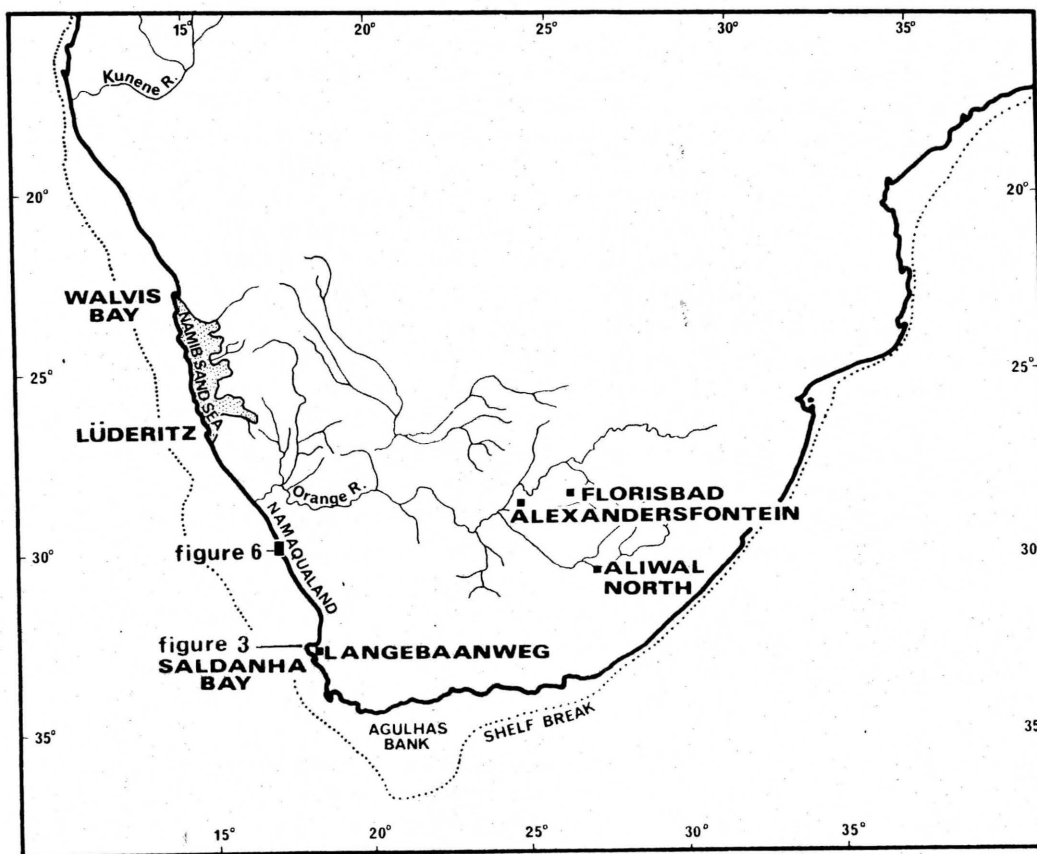 15°
20°
25°
30°
35°
Kunene R.
20°
20°
WALVIS
BAY
NAMIB SAND SEA
25°
25°
LÜDERITZ
Orange R.
FLORISBAD
ALEXANDERSFONTEIN
NAMAQUALAND
figure 6
30°
30°
ALIWAL
NORTH
figure 3
LANGEBAANWEG
SALDANHA
BAY
AGULHAS
BANK
SHELF BREAK
35°
35
15°
20°
25°
30°
35°